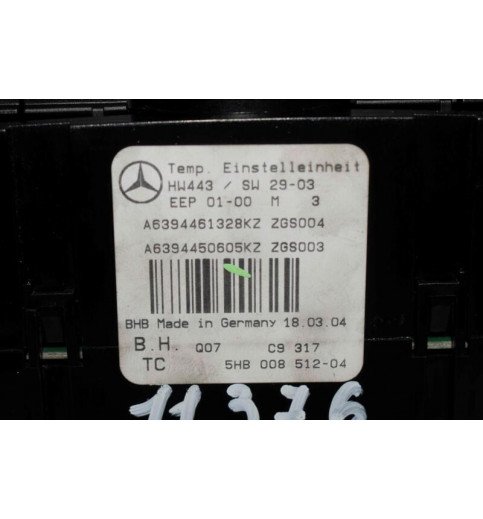 Temp. Einstelleinheit
HW443 / SW 29-03
EEP 01-00 M 3
A6394461328KZ ZGS004
A6394450605KZ ZGS003
BHB Made in Germany 18.03.04
B.H. Q07 C9 317
TC 5HB 008 512-04
11376